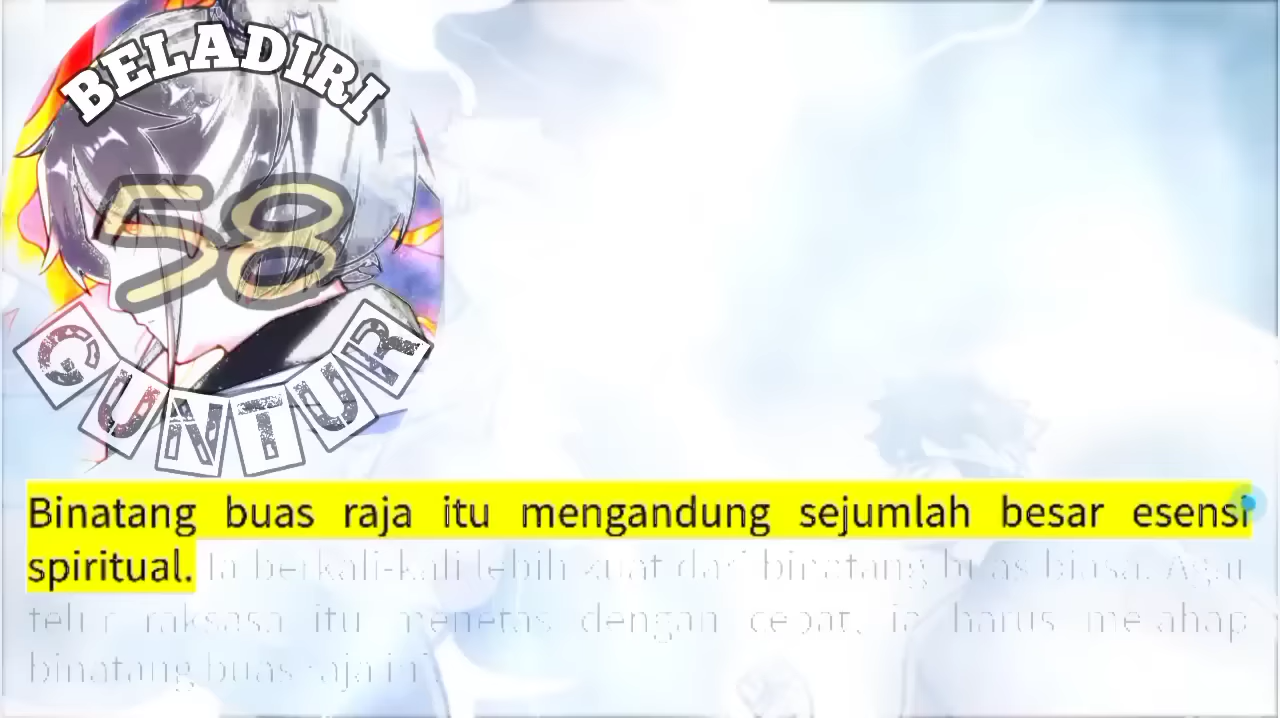 BELADIRI
58
GUNTUR
Binatang buas raja itu mengandung sejumlah besar esensi
spiritual. Ia berkali-kali lebih kuat dari binatang buas biasa. Agar
telur raksasa itu menetas dengan cepat, ia harus melahap
binatang buas raja ini.